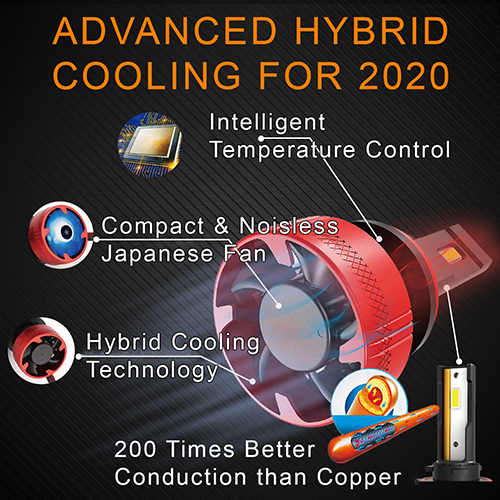 ADVANCED HYBRID
COOLING FOR 2020
Intelligent
Temperature Control
Compact & Noisless
Japanese Fan
Hybrid Cooling
Technology
200 Times Better
Conduction than Copper